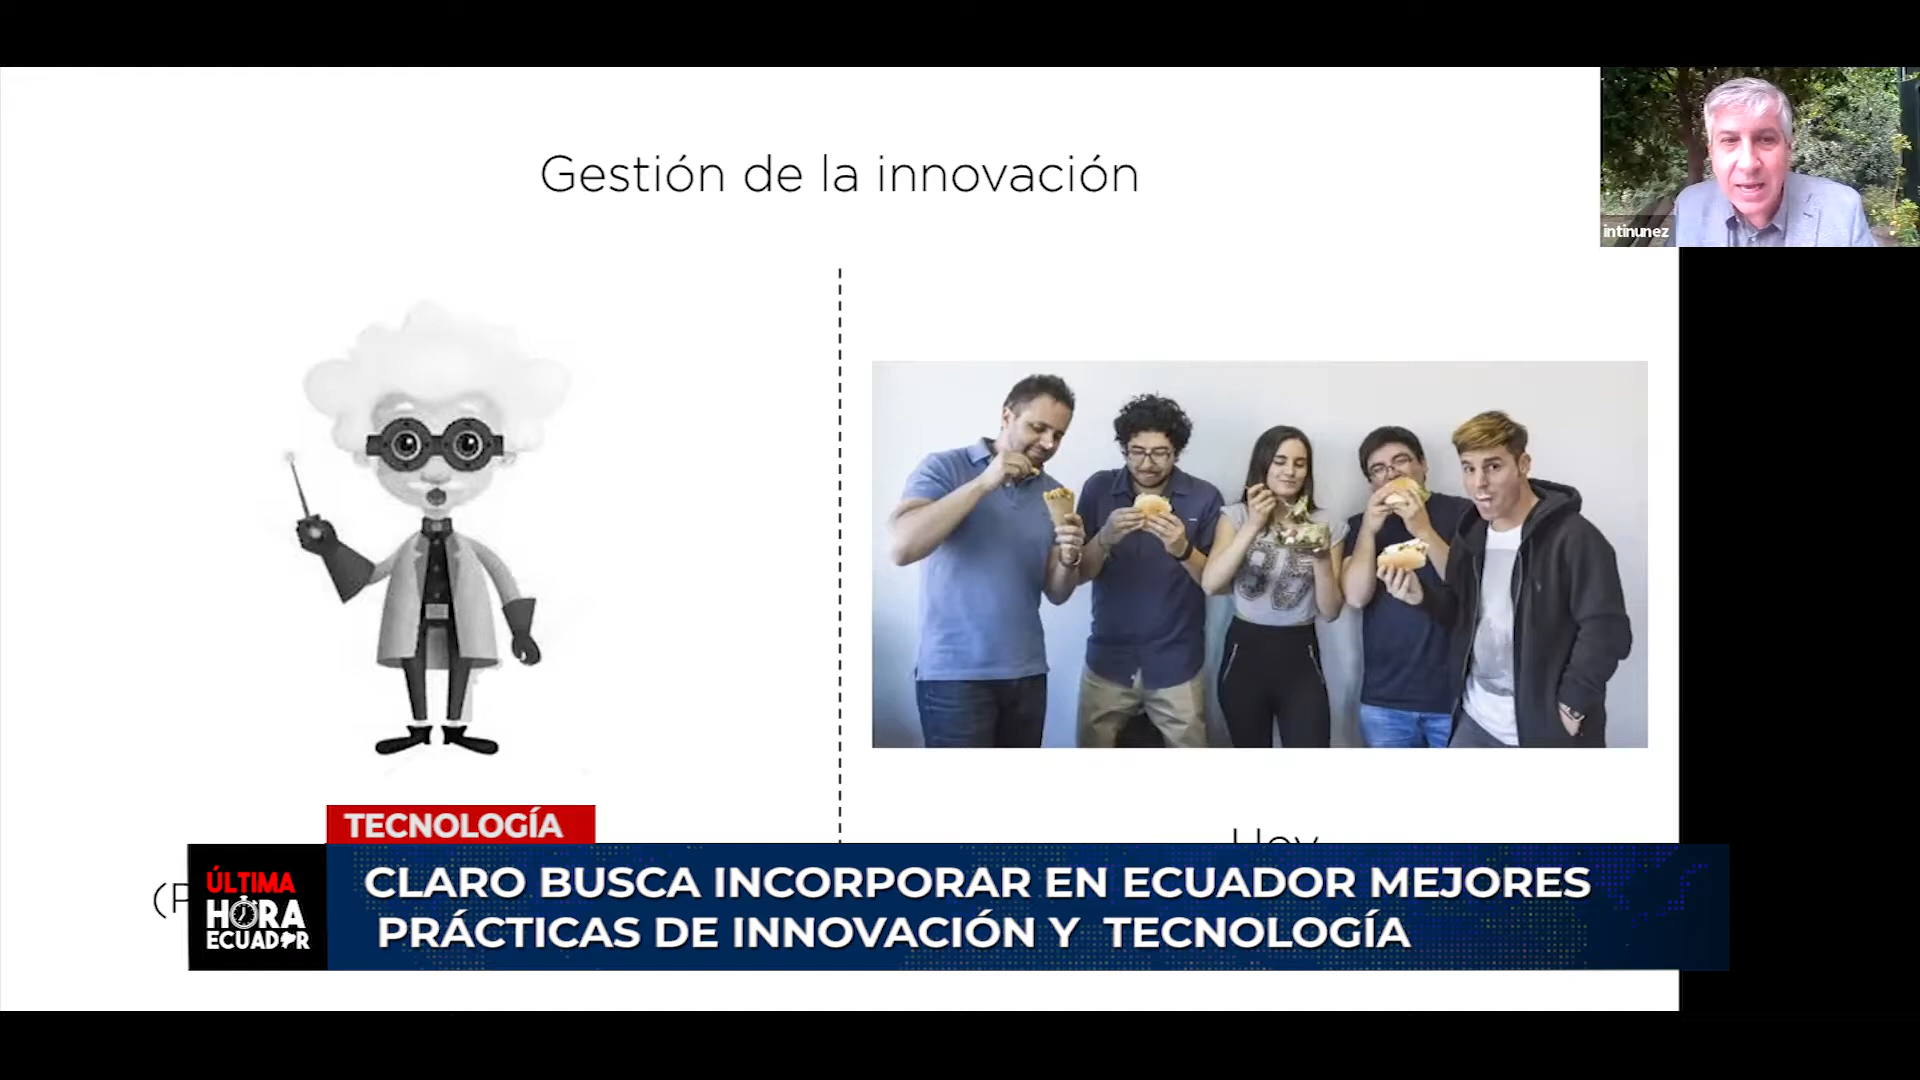 Gestión de la innovación
intinunez
Hoy
TECNOLOGÍA
ÚLTIMA
HORA
ECUADOR
CLARO BUSCA INCORPORAR EN ECUADOR MEJORES
PRÁCTICAS DE INNOVACIÓN Y TECNOLOGÍA